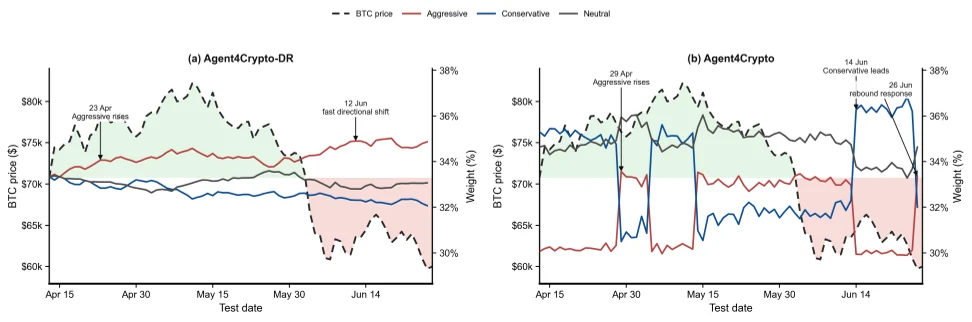 BTC price Aggressive Conservative Neutral
(a) Agent4Crypto-DR
BTC price ($)
$80k
$75k
$70k
$65k
$60k
23 Apr
Aggressive rises
12 Jun
fast directional shift
38%
36%
34%
32%
30%
Weight (%)
Apr 15 Apr 30 May 15 May 30 Jun 14
Test date
(b) Agent4Crypto
BTC price ($)
$80k
$75k
$70k
$65k
$60k
29 Apr
Aggressive rises
14 Jun
Conservative leads
26 Jun
rebound response
38%
36%
34%
32%
30%
Weight (%)
Apr 15 Apr 30 May 15 May 30 Jun 14
Test date